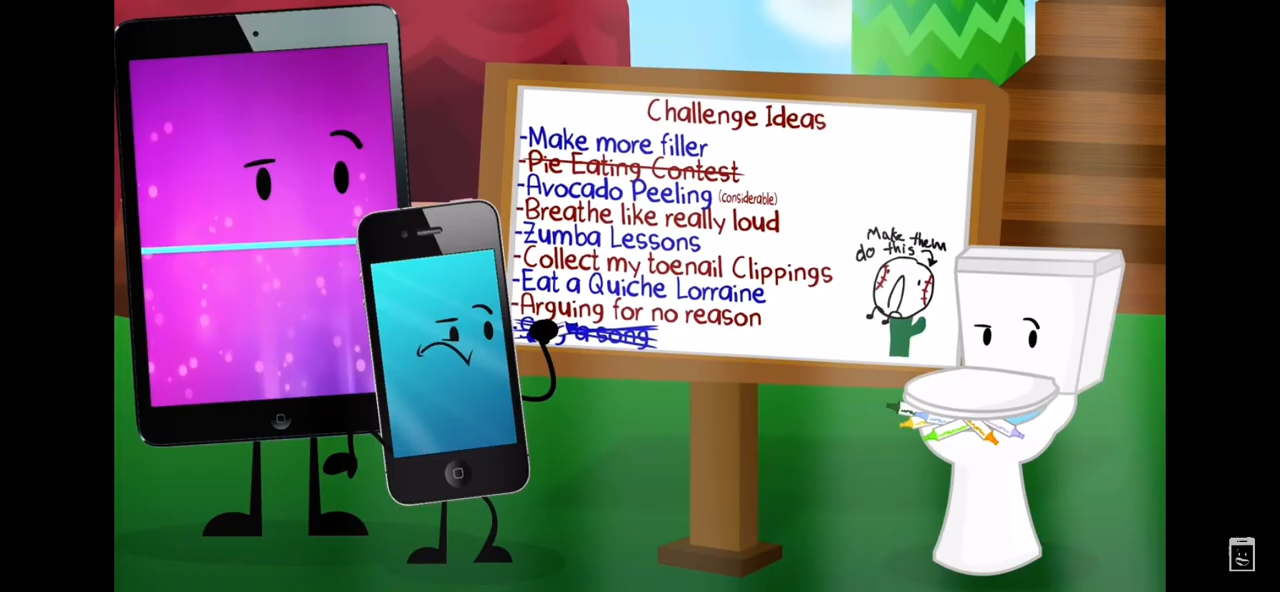 Challenge Ideas
-Make more filler
-Pie Eating Contest
-Avocado Peeling (considerable)
-Breathe like really loud
-Zumba Lessons
-Collect my toenail Clippings
-Eat a Quiche Lorraine
-Arguing for no reason
a song
Make them
do this